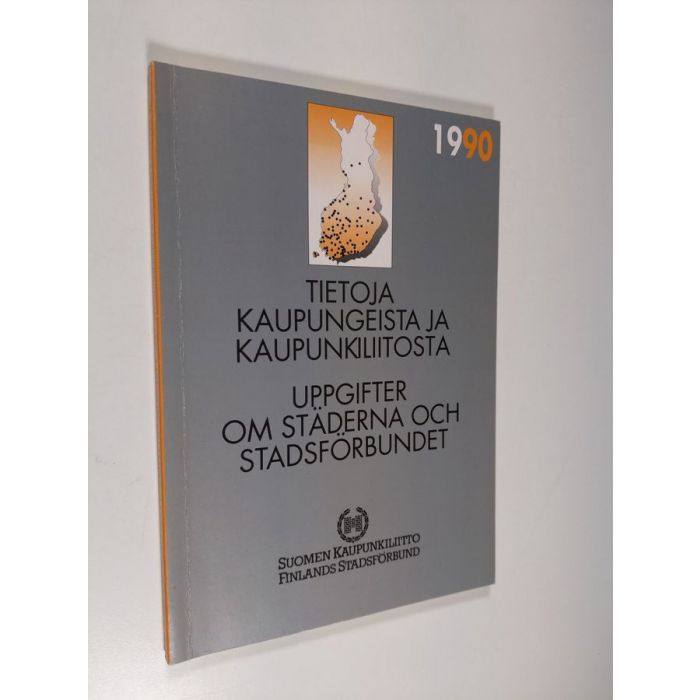 1990
TIETOJA
KAUPUNGEISTA JA
KAUPUNKILIITOSTA
UPPGIFTER
OM STÄDERNA OCH
STADSFÖRBUNDET
SUOMEN KAUPUNKILIITTO
FINLANDS STADSFÖRBUND